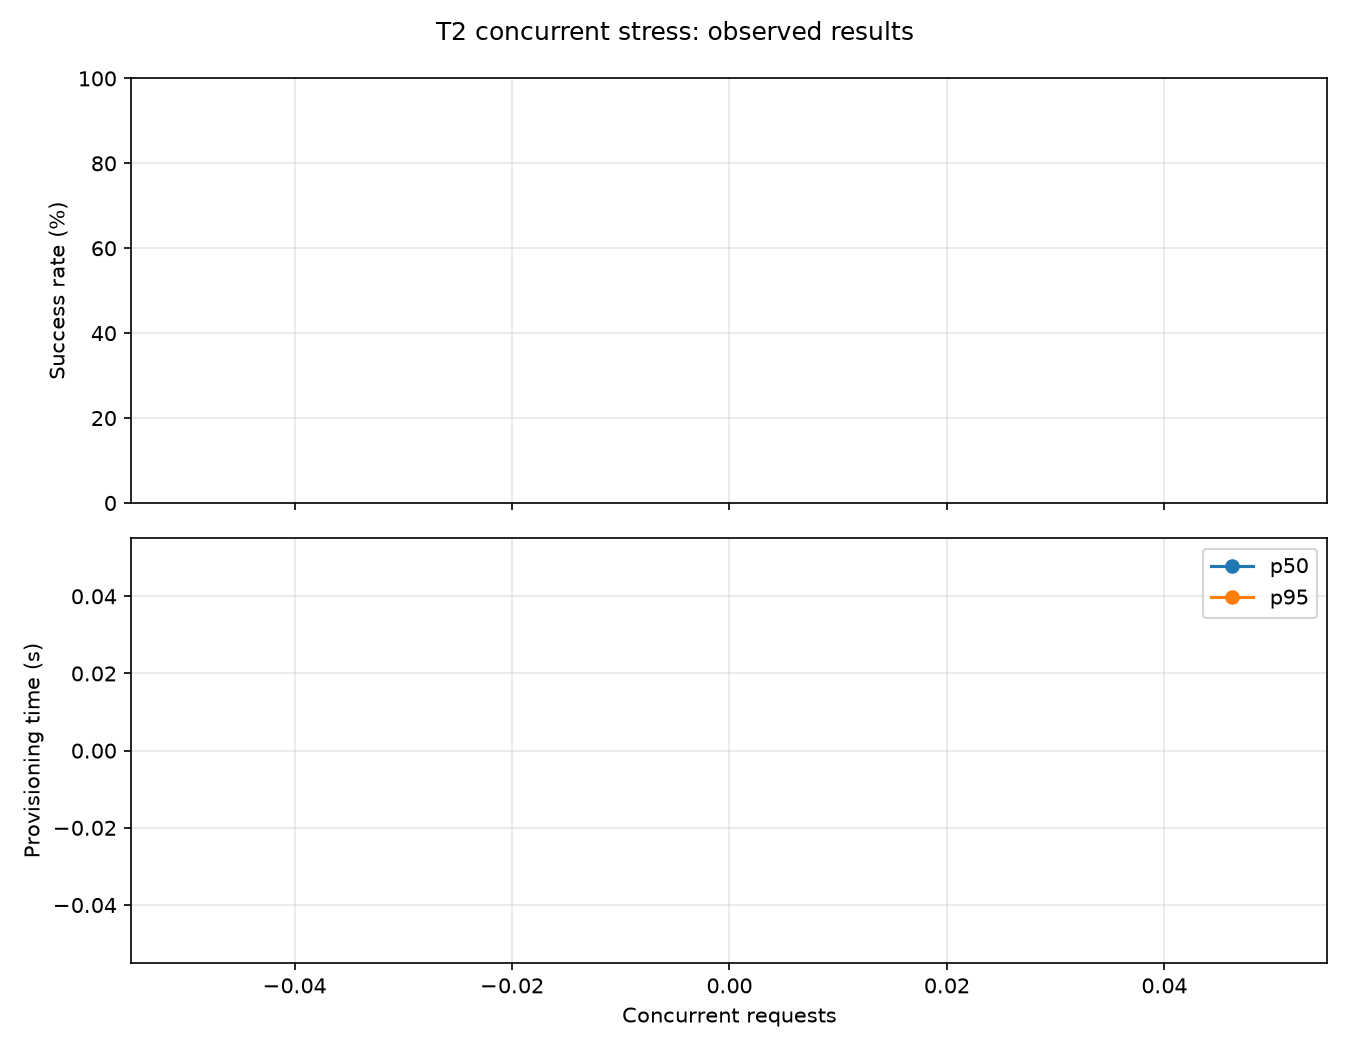 T2 concurrent stress: observed results
100
80
60
40
20
0
Success rate (%)
p50
p95
0.04
0.02
0.00
−0.02
−0.04
Provisioning time (s)
−0.04
−0.02
0.00
0.02
0.04
Concurrent requests